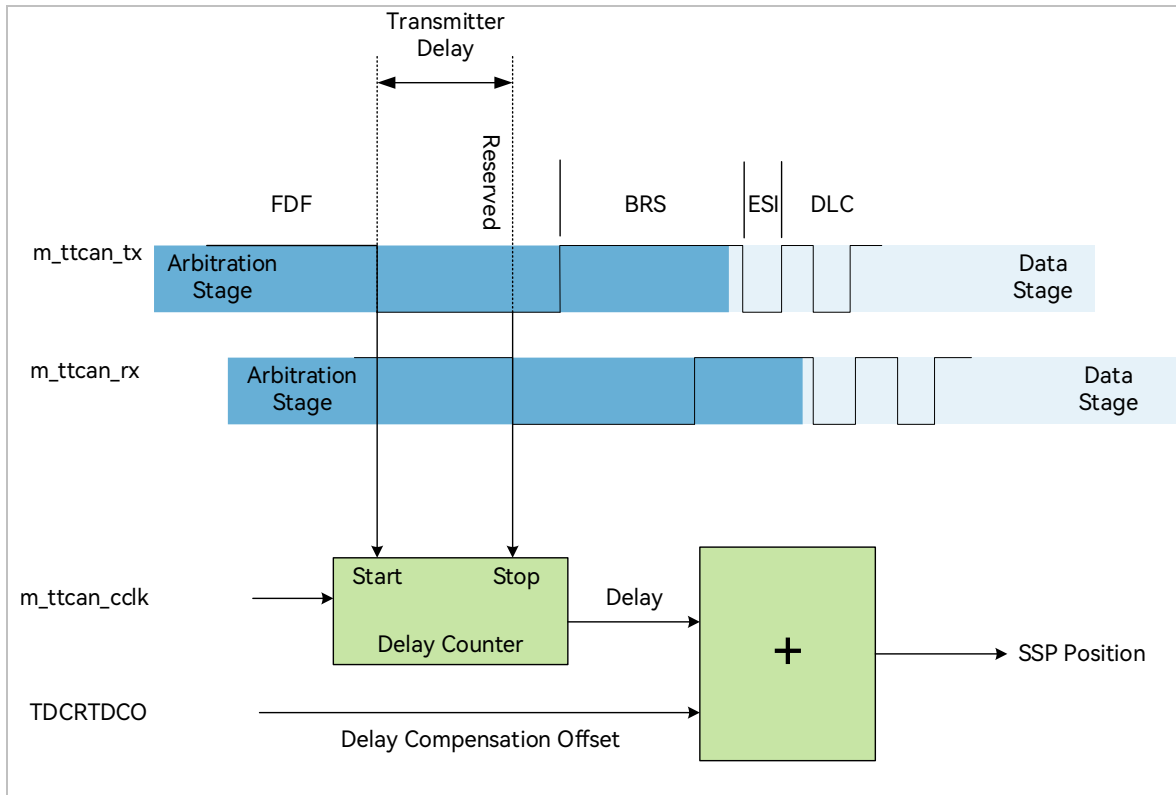 Transmitter
Delay
Reserved
FDF
BRS
ESI
DLC
m_ttcan_tx
Arbitration
Stage
Data
Stage
m_ttcan_rx
Arbitration
Stage
Data
Stage
Start
Stop
m_ttcan_cclk
Delay
Delay Counter
+
SSP Position
TDCRTDCO
Delay Compensation Offset